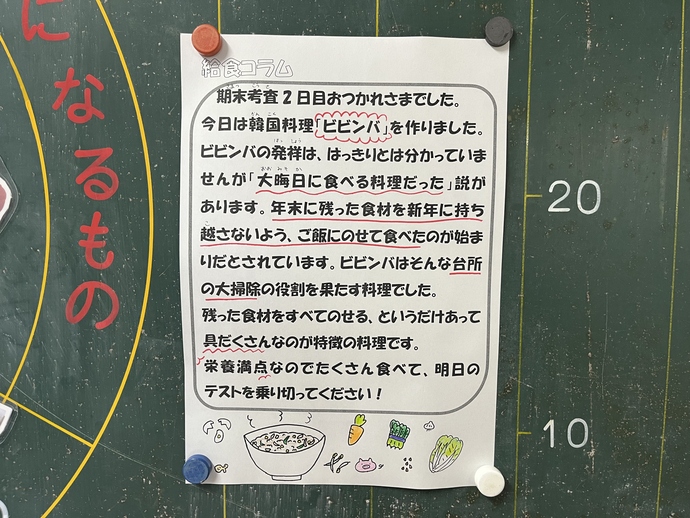 になるもの
給食コラム
期末考査2日目おつかれさまでした。
今日は韓国料理「ビビンバ」を作りました。
ビビンバの発祥は、はっきりとは分かっていま
せんが「大晦日に食べる料理だった」説が
あります。年末に残った食材を新年に持ち
越さないよう、ご飯にのせて食べたのが始ま
りだとされています。ビビンバはそんな台所
の大掃除の役割を果たす料理でした。
残った食材をすべてのせる、というだけあって
具だくさんなのが特徴の料理です。
栄養満点なのでたくさん食べて、明日の
テストを乗り切ってください!
20
10